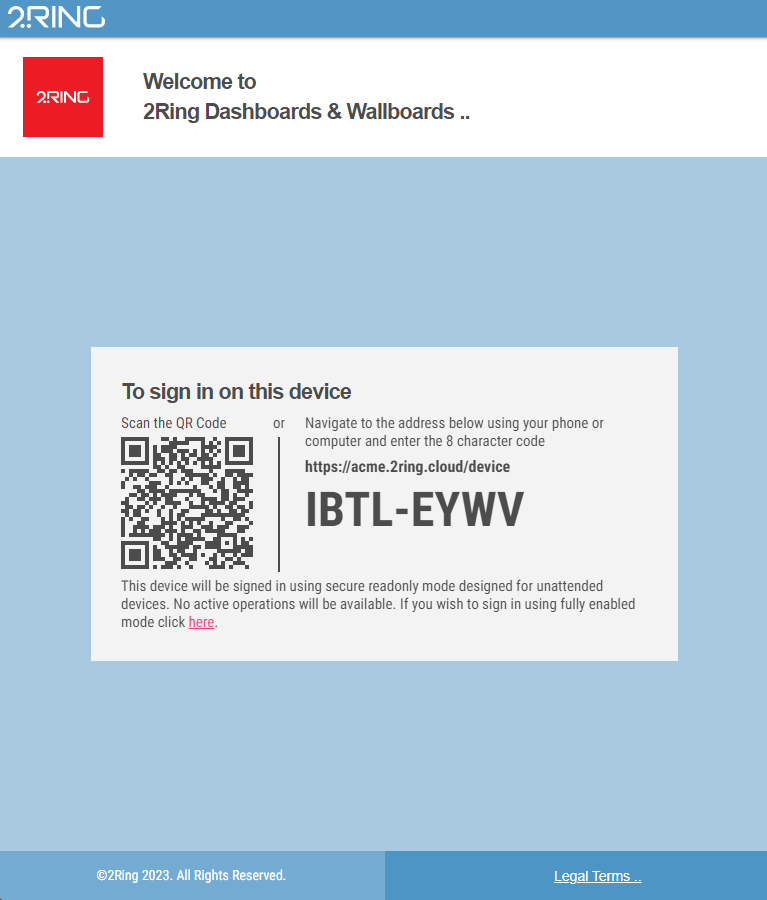 2RING
2RING
Welcome to
2Ring Dashboards & Wallboards ..
To sign in on this device
Scan the QR Code
or
Navigate to the address below using your phone or
computer and enter the 8 character code
https://acme.2ring.cloud/device
IBTL-EYWV
This device will be signed in using secure readonly mode designed for unattended
devices. No active operations will be available. If you wish to sign in using fully enabled
mode click here.
©2Ring 2023. All Rights Reserved.
Legal Terms ..